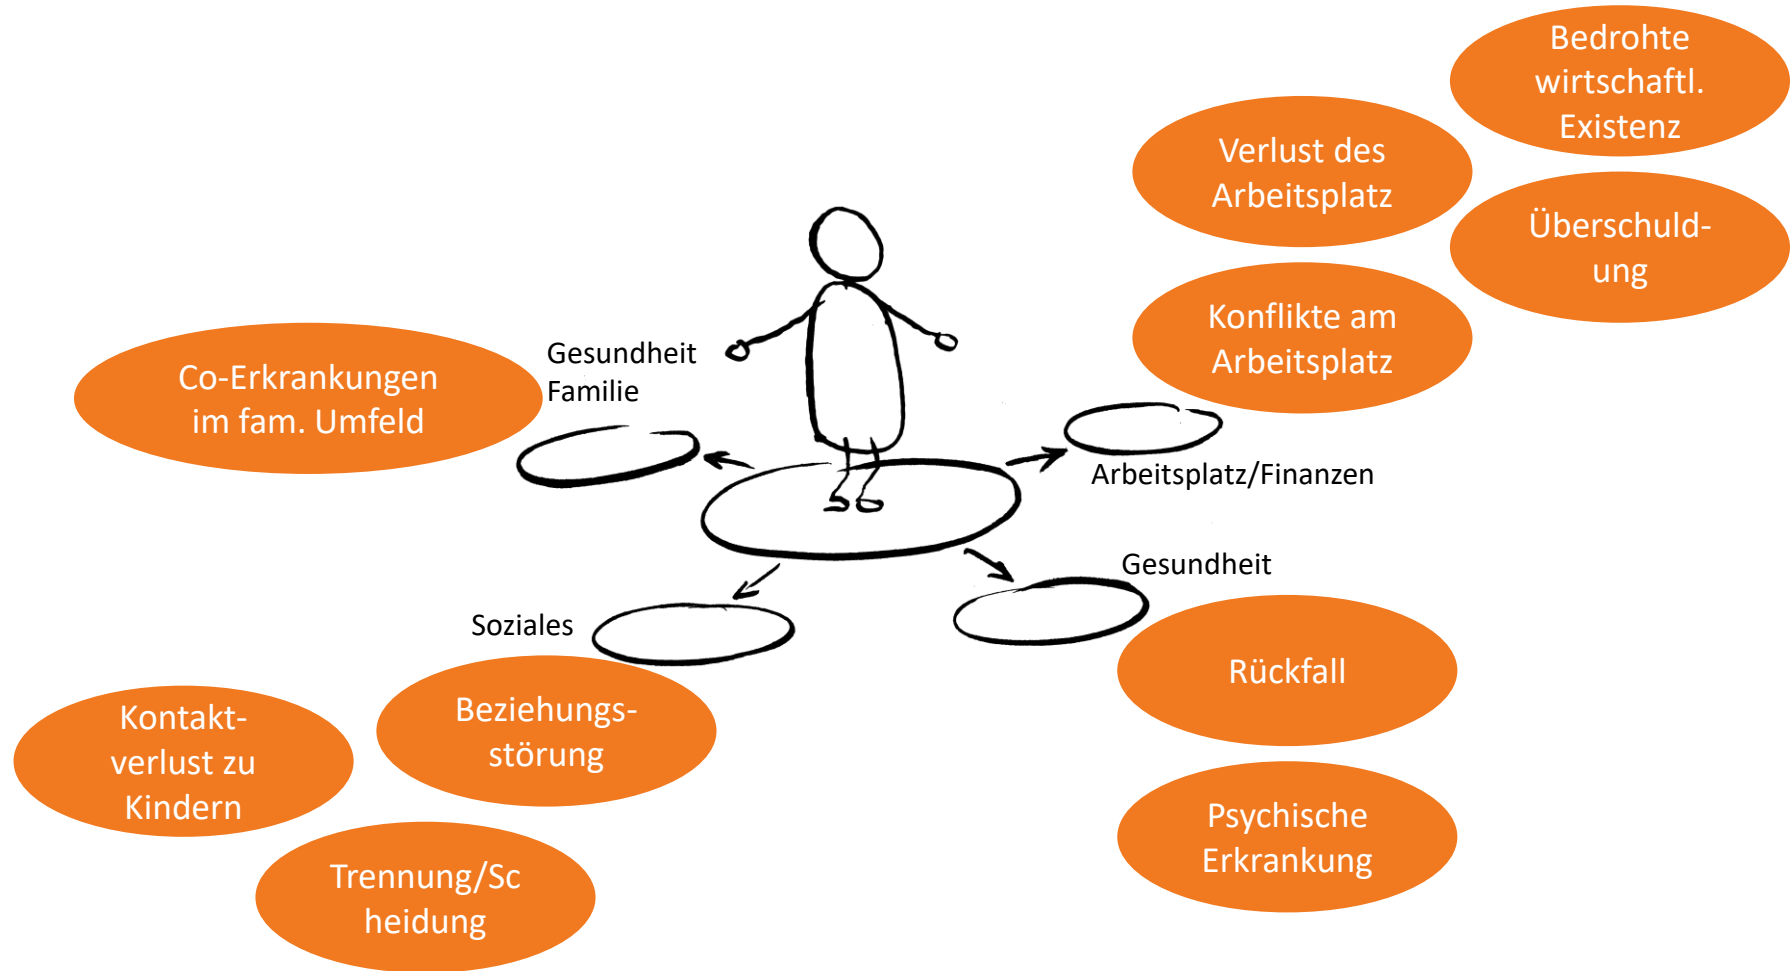 Bedrohte
wirtschaftl.
Existenz
Verlust des
Arbeitsplatz
Überschuld-
ung
Konflikte am
Arbeitsplatz
Gesundheit
Familie
Co-Erkrankungen
im fam. Umfeld
Arbeitsplatz/Finanzen
Gesundheit
Soziales
Rückfall
Beziehungs-
störung
Kontakt-
verlust zu
Kindern
Psychische
Erkrankung
Trennung/Sc
heidung